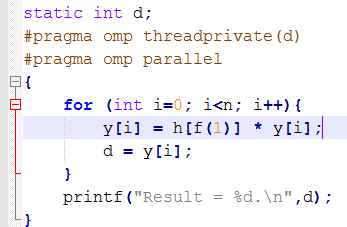 static int d;
#pragma omp threadprivate(d)
#pragma omp parallel
{
for (int i=0; i<n; i++){
y[i] = h[f(1)] * y[i];
d = y[i];
}
printf("Result = %d.\n",d);
}